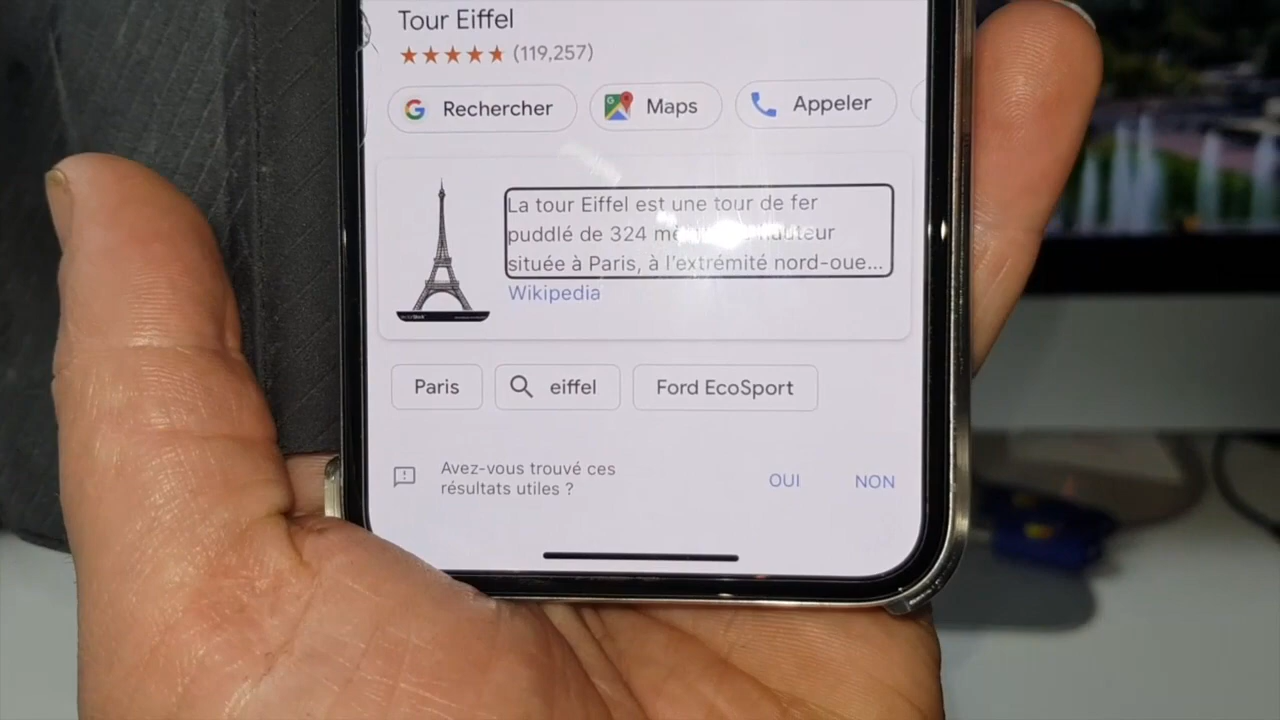 Tour Eiffel
(119,257)
Rechercher
Maps
Appeler
La tour Eiffel est une tour de fer
puddlé de 324 hauteur
située à Paris, à l'extrémité nord-oue...
Wikipedia
Paris
eiffel
Ford EcoSport
Avez-vous trouvé ces
résultats utiles ?
OUI
NON